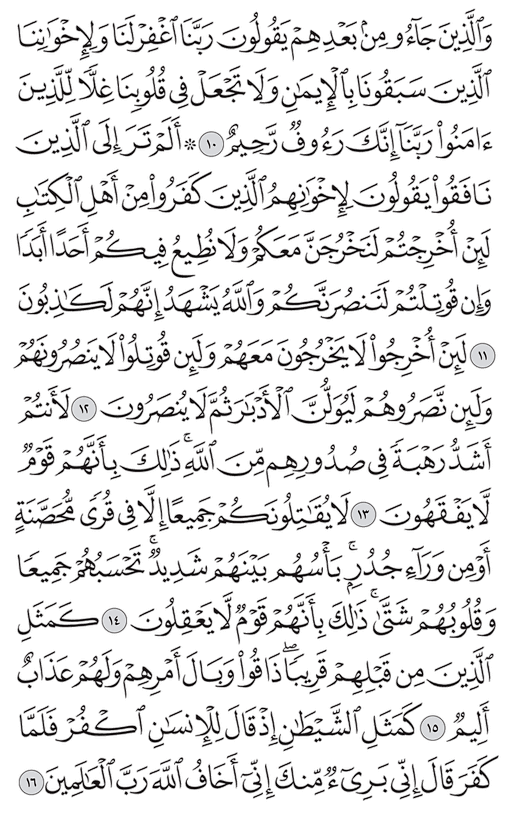 وَٱلَّذِينَ جَآءُو مِنۢ بَعْدِهِمْ يَقُولُونَ رَبَّنَا ٱغْفِرْ لَنَا وَلِإِخْوَٰنِنَا
ٱلَّذِينَ سَبَقُونَا بِٱلْإِيمَٰنِ وَلَا تَجْعَلْ فِى قُلُوبِنَا غِلًّا لِّلَّذِينَ
ءَامَنُوا۟ رَبَّنَآ إِنَّكَ رَءُوفٌ رَّحِيمٌ ١٠ ۞ أَلَمْ تَرَ إِلَى ٱلَّذِينَ
نَافَقُوا۟ يَقُولُونَ لِإِخْوَٰنِهِمُ ٱلَّذِينَ كَفَرُوا۟ مِنْ أَهْلِ ٱلْكِتَٰبِ
لَئِنْ أُخْرِجْتُمْ لَنَخْرُجَنَّ مَعَكُمْ وَلَا نُطِيعُ فِيكُمْ أَحَدًا أَبَدًا
وَإِن قُوتِلْتُمْ لَنَنصُرَنَّكُمْ وَٱللَّهُ يَشْهَدُ إِنَّهُمْ لَكَٰذِبُونَ
١١ لَئِنْ أُخْرِجُوا۟ لَا يَخْرُجُونَ مَعَهُمْ وَلَئِن قُوتِلُوا۟ لَا يَنصُرُونَهُمْ
وَلَئِن نَّصَرُوهُمْ لَيُوَلُّنَّ ٱلْأَدْبَٰرَ ثُمَّ لَا يُنصَرُونَ ١٢ لَأَنتُمْ
أَشَدُّ رَهْبَةً فِى صُدُورِهِم مِّنَ ٱللَّهِ ۚ ذَٰلِكَ بِأَنَّهُمْ قَوْمٌ
لَّا يَفْقَهُونَ ١٣ لَا يُقَٰتِلُونَكُمْ جَمِيعًا إِلَّا فِى قُرًى مُّحَصَّنَةٍ
أَوْ مِن وَرَآءِ جُدُرٍۭ ۚ بَأْسُهُم بَيْنَهُمْ شَدِيدٌ ۚ تَحْسَبُهُمْ جَمِيعًا
وَقُلُوبُهُمْ شَتَّىٰ ۚ ذَٰلِكَ بِأَنَّهُمْ قَوْمٌ لَّا يَعْقِلُونَ ١٤ كَمَثَلِ
ٱلَّذِينَ مِن قَبْلِهِمْ قَرِيبًا ۖ ذَاقُوا۟ وَبَالَ أَمْرِهِمْ وَلَهُمْ عَذَابٌ
أَلِيمٌ ١٥ كَمَثَلِ ٱلشَّيْطَٰنِ إِذْ قَالَ لِلْإِنسَٰنِ ٱكْفُرْ فَلَمَّا
كَفَرَ قَالَ إِنِّى بَرِىٓءٌ مِّنكَ إِنِّىٓ أَخَافُ ٱللَّهَ رَبَّ ٱلْعَٰلَمِينَ ١٦